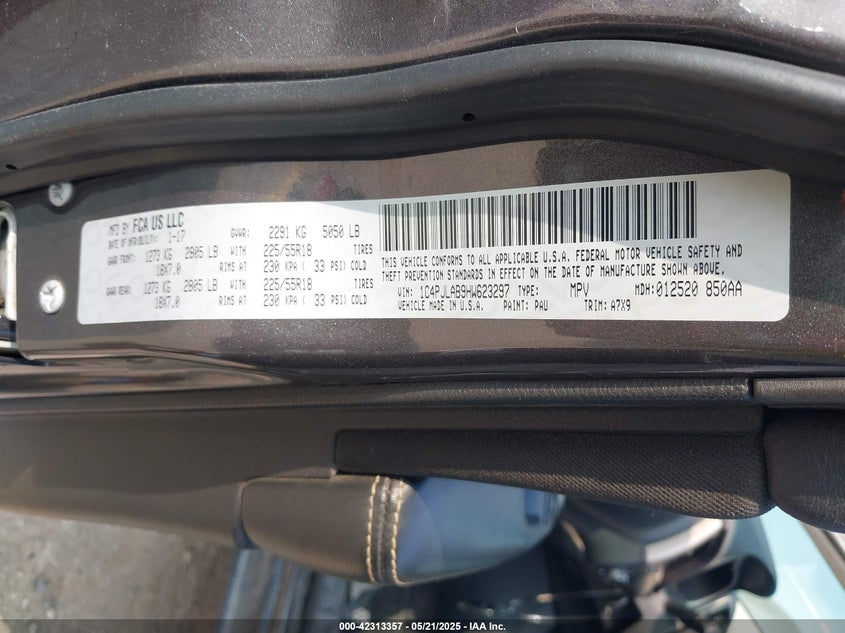 MFD BY FCA US LLC
DATE OF MFR/BUILT: 1-17 GVWR: 2291 KG 5050 LB
GAWR FRONT: 1273 KG 2805 LB WITH 225/55R18 TIRES
18X7.0 RIMS AT 230 KPA ( 33 PSI) COLD
GAWR REAR: 1273 KG 2805 LB WITH 225/55R18 TIRES
18X7.0 RIMS AT 230 KPA ( 33 PSI) COLD
THIS VEHICLE CONFORMS TO ALL APPLICABLE U.S.A. FEDERAL MOTOR VEHICLE SAFETY AND
THEFT PREVENTION STANDARDS IN EFFECT ON THE DATE OF MANUFACTURE SHOWN ABOVE.
VIN: 1C4PJLAB9HW623297 TYPE: MPV MDH: 012520 850AA
VEHICLE MADE IN U.S.A. PAINT: PAU TRIM: A7X9
000-42313357 - 05/21/2025 - IAA Inc.